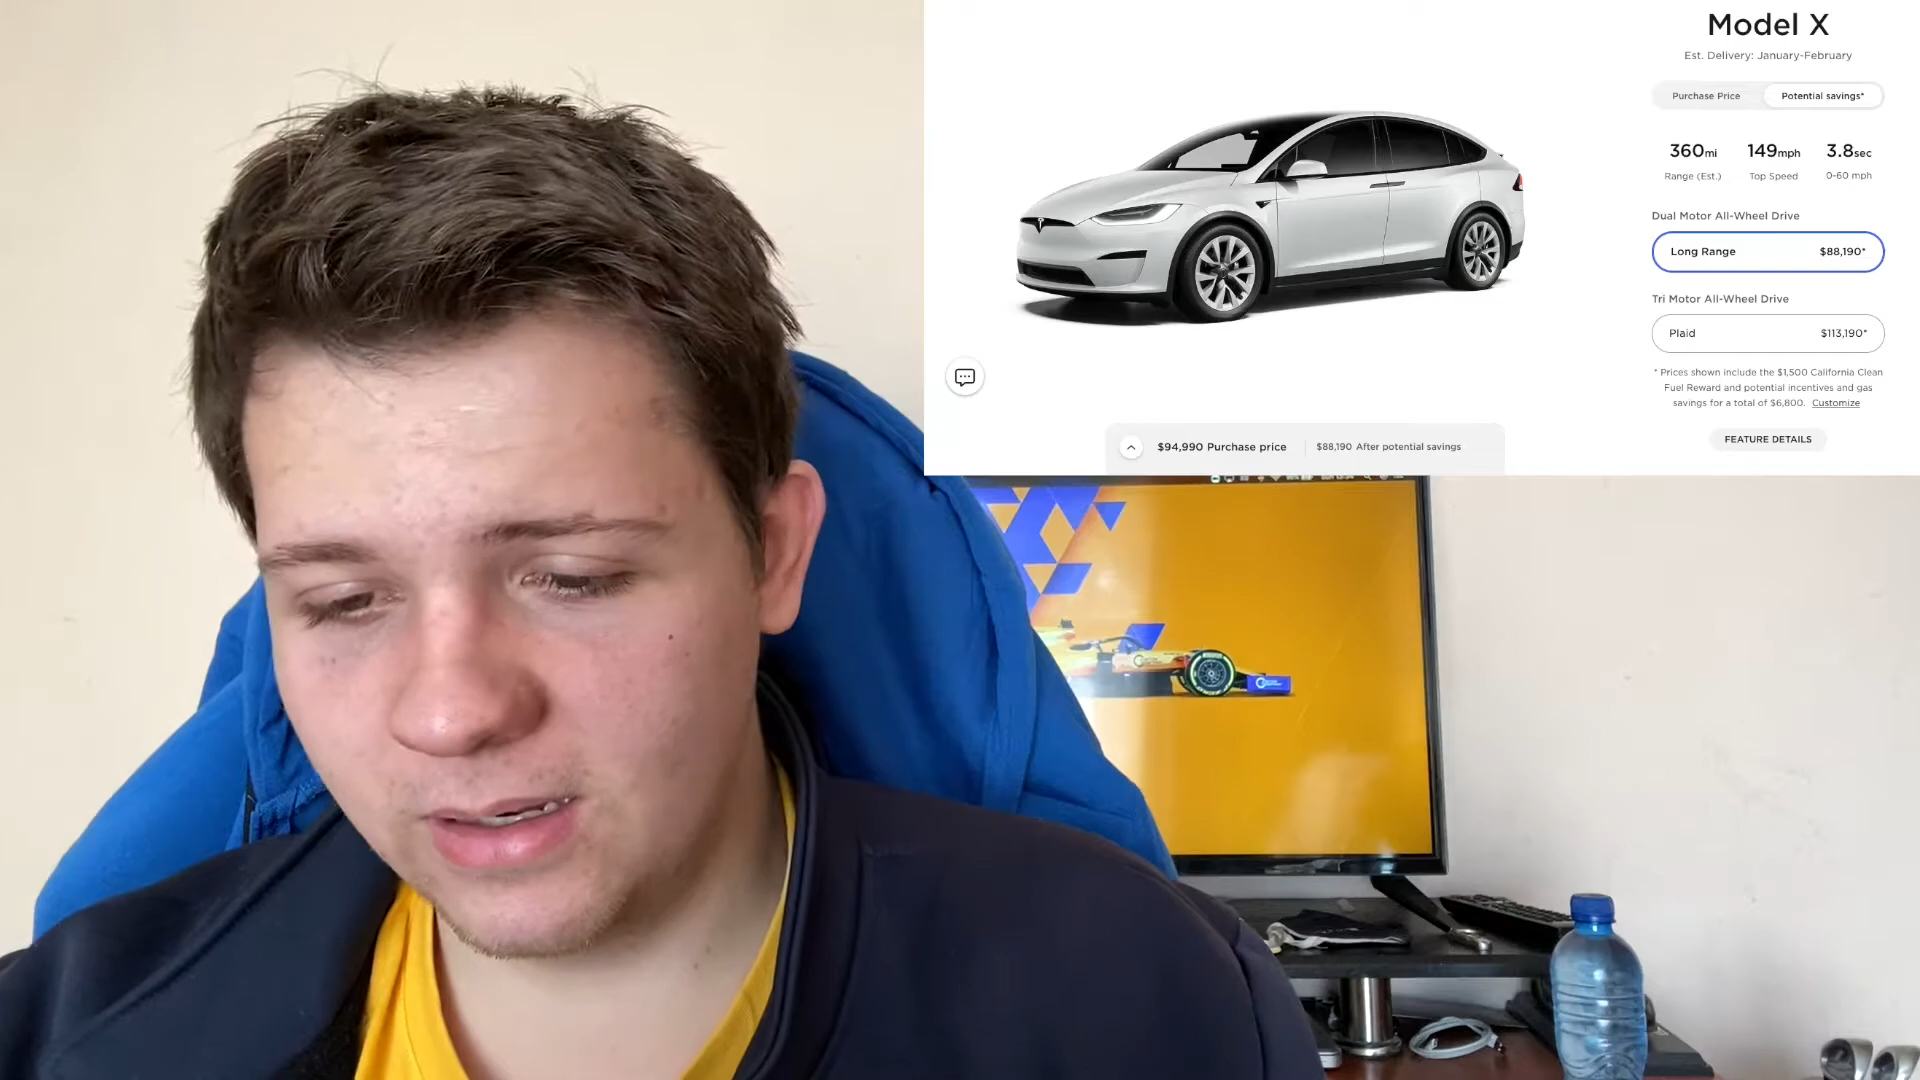 Model X
Est. Delivery: January-February
Purchase Price
Potential savings*
360mi
149mph
3.8sec
Range (Est.)
Top Speed
0-60 mph
Dual Motor All-Wheel Drive
Long Range
$88,190*
Tri Motor All-Wheel Drive
Plaid
$113,190*
* Prices shown include the $1,500 California Clean
Fuel Reward and potential incentives and gas
savings for a total of $6,800. Customize
FEATURE DETAILS
$94,990 Purchase price
$88,190 After potential savings